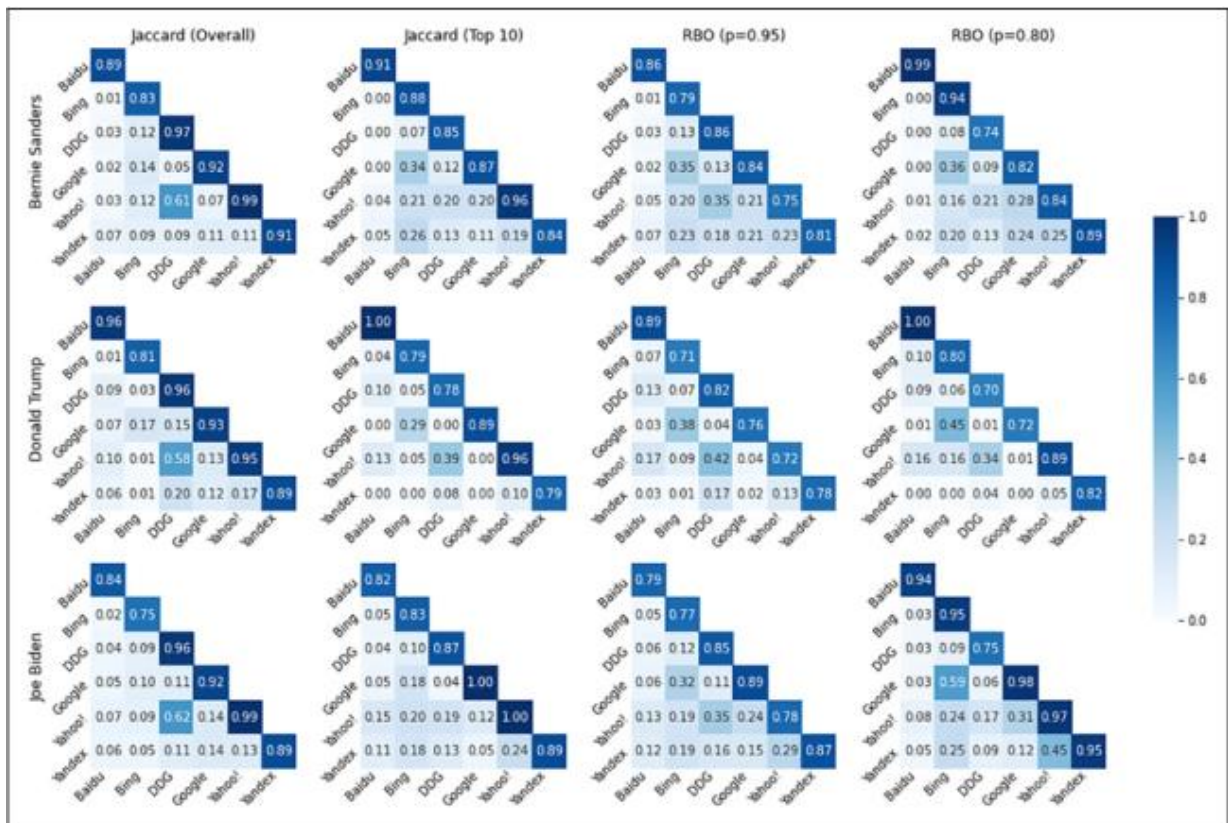 Jaccard (Overall) Jaccard (Top 10) RBO (p=0.95) RBO (p=0.80)
Bernie Sanders
Baidu 0.89 Baidu 0.91 Baidu 0.86 Baidu 0.99
Bing 0.01 0.83 Bing 0.00 0.88 Bing 0.01 0.79 Bing 0.00 0.94
DDG 0.03 0.12 0.97 DDG 0.00 0.07 0.85 DDG 0.03 0.13 0.86 DDG 0.00 0.08 0.74
Google 0.02 0.14 0.05 0.92 Google 0.00 0.34 0.12 0.87 Google 0.02 0.35 0.13 0.84 Google 0.00 0.36 0.09 0.82
Yahoo! 0.03 0.12 0.61 0.07 0.99 Yahoo! 0.04 0.21 0.20 0.20 0.96 Yahoo! 0.05 0.20 0.35 0.21 0.75 Yahoo! 0.01 0.16 0.21 0.28 0.84
Yandex 0.07 0.09 0.09 0.11 0.11 0.91 Yandex 0.05 0.26 0.13 0.11 0.19 0.84 Yandex 0.07 0.23 0.18 0.21 0.23 0.81 Yandex 0.02 0.20 0.13 0.24 0.25 0.89
Baidu Bing DDG Google Yahoo! Yandex Baidu Bing DDG Google Yahoo! Yandex Baidu Bing DDG Google Yahoo! Yandex Baidu Bing DDG Google Yahoo! Yandex
Donald Trump
Baidu 0.96 Baidu 1.00 Baidu 0.89 Baidu 1.00
Bing 0.01 0.81 Bing 0.04 0.79 Bing 0.07 0.71 Bing 0.10 0.80
DDG 0.09 0.03 0.96 DDG 0.10 0.05 0.78 DDG 0.13 0.07 0.82 DDG 0.09 0.06 0.70
Google 0.07 0.17 0.15 0.93 Google 0.00 0.29 0.00 0.89 Google 0.03 0.38 0.04 0.76 Google 0.01 0.45 0.01 0.72
Yahoo! 0.10 0.01 0.58 0.13 0.95 Yahoo! 0.13 0.05 0.39 0.00 0.96 Yahoo! 0.17 0.09 0.42 0.04 0.72 Yahoo! 0.16 0.16 0.34 0.01 0.89
Yandex 0.06 0.01 0.20 0.12 0.17 0.89 Yandex 0.00 0.00 0.08 0.00 0.10 0.79 Yandex 0.03 0.01 0.17 0.02 0.13 0.78 Yandex 0.00 0.00 0.04 0.00 0.05 0.82
Baidu Bing DDG Google Yahoo! Yandex Baidu Bing DDG Google Yahoo! Yandex Baidu Bing DDG Google Yahoo! Yandex Baidu Bing DDG Google Yahoo! Yandex
Joe Biden
Baidu 0.84 Baidu 0.82 Baidu 0.79 Baidu 0.94
Bing 0.02 0.75 Bing 0.05 0.83 Bing 0.05 0.77 Bing 0.03 0.95
DDG 0.04 0.09 0.96 DDG 0.04 0.10 0.87 DDG 0.06 0.12 0.85 DDG 0.03 0.09 0.75
Google 0.05 0.10 0.11 0.92 Google 0.05 0.18 0.04 1.00 Google 0.06 0.32 0.11 0.89 Google 0.03 0.59 0.06 0.98
Yahoo! 0.07 0.09 0.62 0.14 0.99 Yahoo! 0.15 0.20 0.19 0.12 1.00 Yahoo! 0.13 0.19 0.35 0.24 0.78 Yahoo! 0.08 0.24 0.17 0.31 0.97
Yandex 0.06 0.05 0.11 0.14 0.13 0.89 Yandex 0.11 0.18 0.13 0.05 0.24 0.89 Yandex 0.12 0.19 0.16 0.15 0.29 0.87 Yandex 0.05 0.25 0.09 0.12 0.45 0.95
Baidu Bing DDG Google Yahoo! Yandex Baidu Bing DDG Google Yahoo! Yandex Baidu Bing DDG Google Yahoo! Yandex Baidu Bing DDG Google Yahoo! Yandex
1.0
0.8
0.6
0.4
0.2
0.0